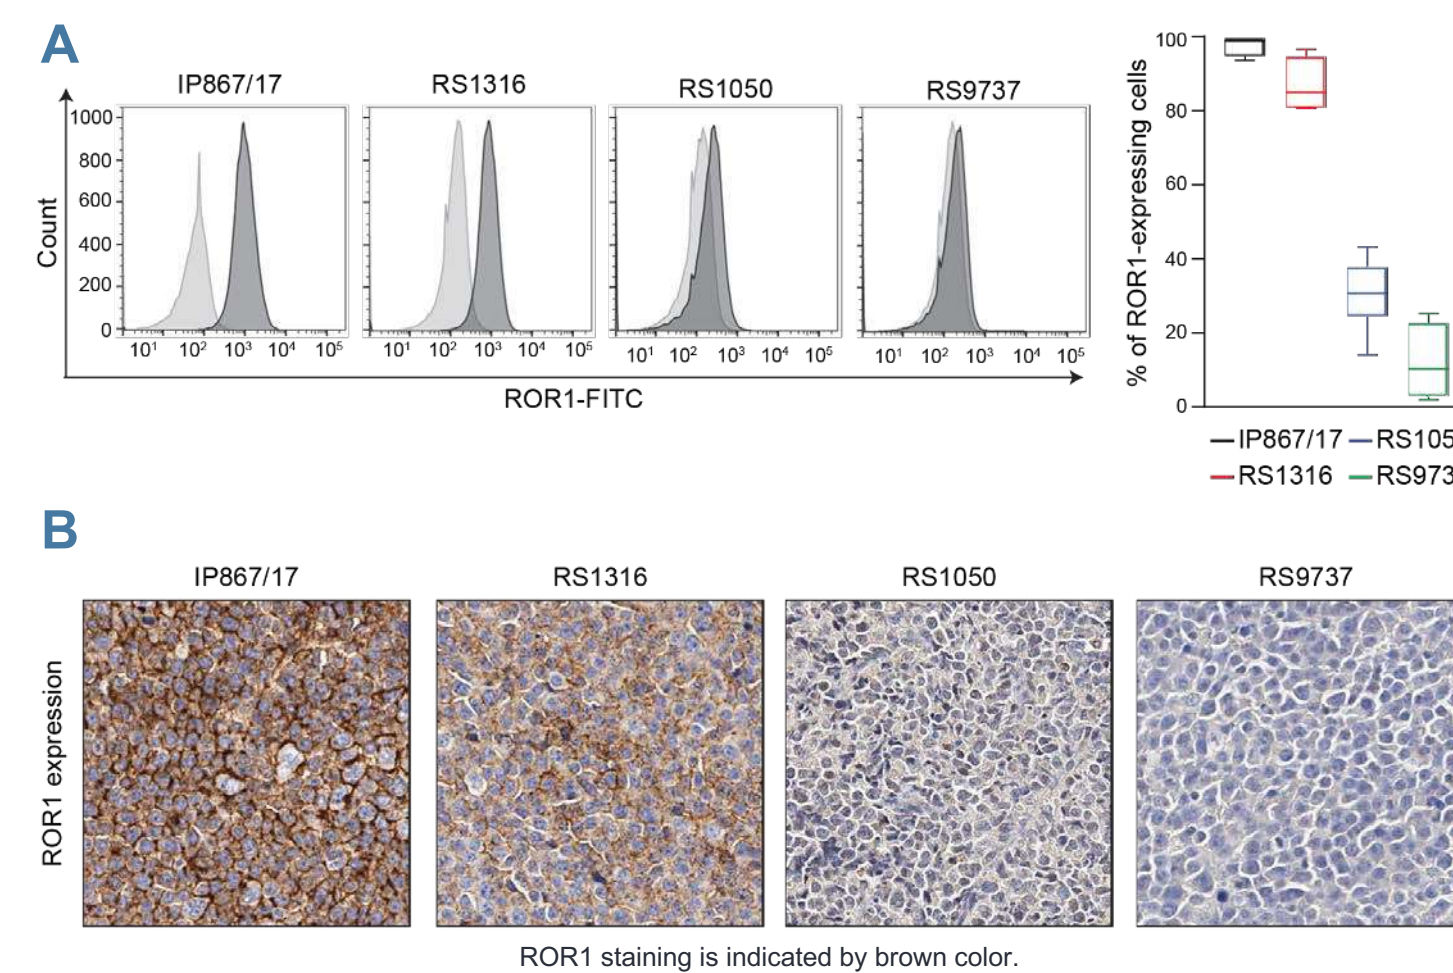 A
IP867/17
RS1316
RS1050
RS9737
Count
1000
800
600
400
200
0
10¹ 10² 10³ 10⁴ 10⁵
10¹ 10² 10³ 10⁴ 10⁵
10¹ 10² 10³ 10⁴ 10⁵
10¹ 10² 10³ 10⁴ 10⁵
ROR1-FITC
% of ROR1-expressing cells
100
80
60
40
20
0
IP867/17 RS105
RS1316 RS973
B
IP867/17
RS1316
RS1050
RS9737
ROR1 expression
ROR1 staining is indicated by brown color.